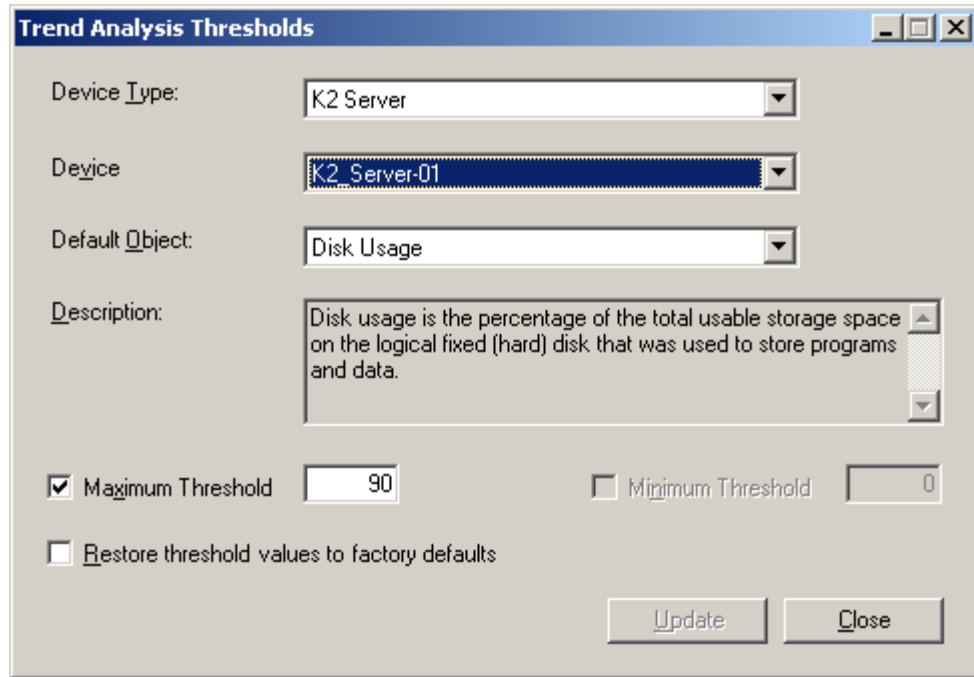 Trend Analysis Thresholds
Device Type:
K2 Server
Device
K2_Server-01
Default Object:
Disk Usage
Description:
Disk usage is the percentage of the total usable storage space
on the logical fixed (hard) disk that was used to store programs
and data.
Maximum Threshold 90 Minimum Threshold 0
Restore threshold values to factory defaults
Update Close